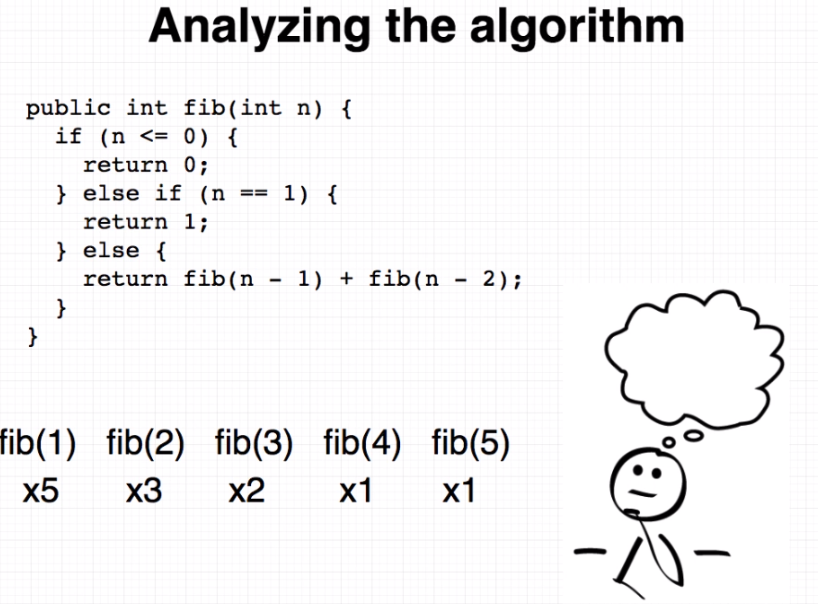 Analyzing the algorithm
public int fib(int n) {
  if (n <= 0) {
    return 0;
  } else if (n == 1) {
    return 1;
  } else {
    return fib(n - 1) + fib(n - 2);
  }
}
fib(1) fib(2) fib(3) fib(4) fib(5)
x5 x3 x2 x1 x1